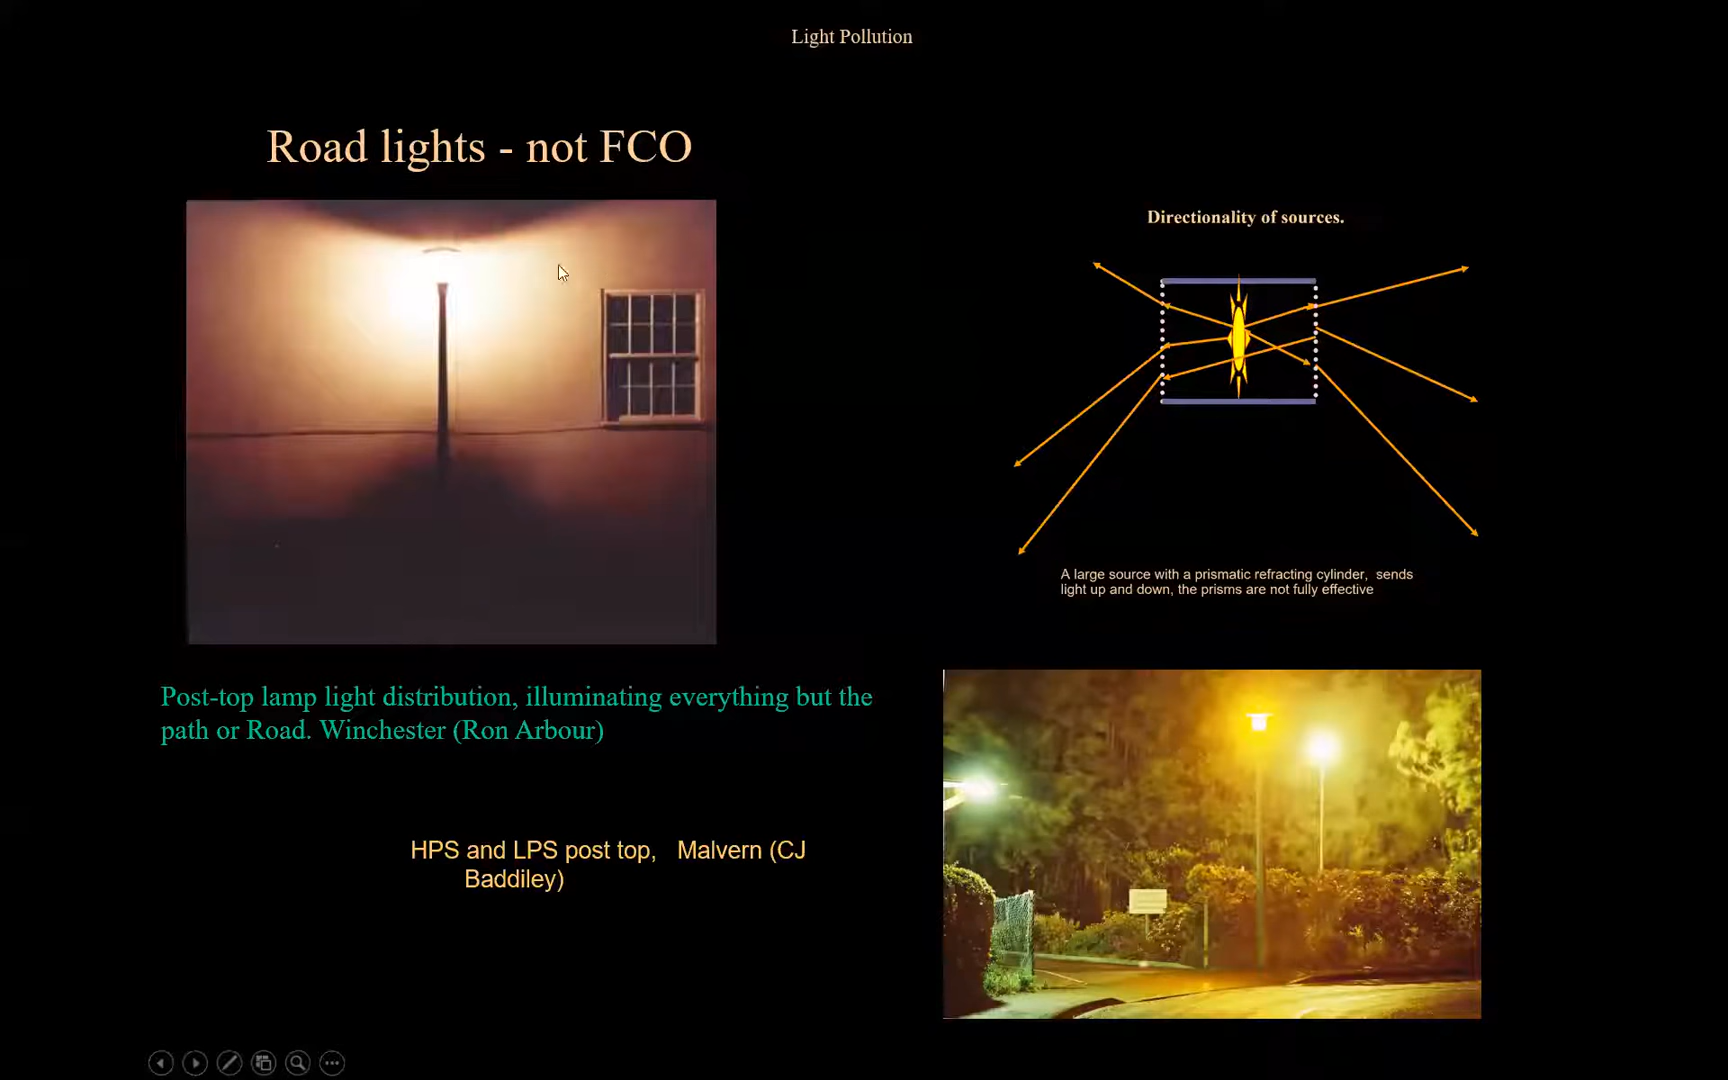 Light Pollution
Road lights - not FCO
Directionality of sources.
A large source with a prismatic refracting cylinder, sends
light up and down, the prisms are not fully effective
Post-top lamp light distribution, illuminating everything but the
path or Road. Winchester (Ron Arbour)
HPS and LPS post top, Malvern (CJ
Baddiley)